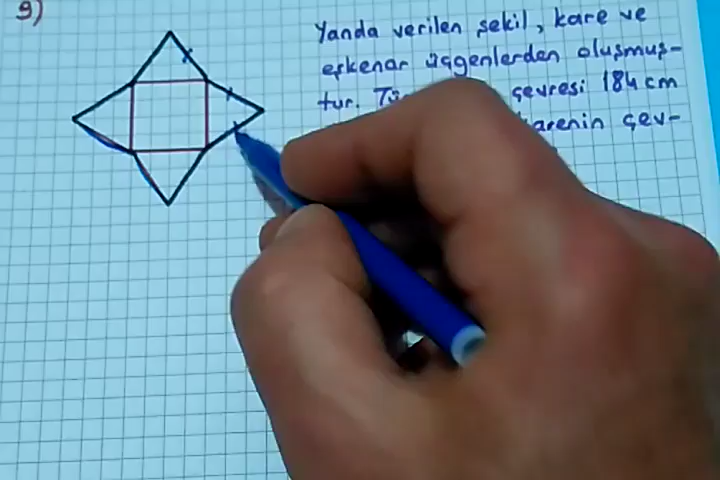 9)
Yanda verilen şekil, kare ve
eşkenar üçgenlerden oluşmuş-
tur. çevresi 184 cm
karenin çev-